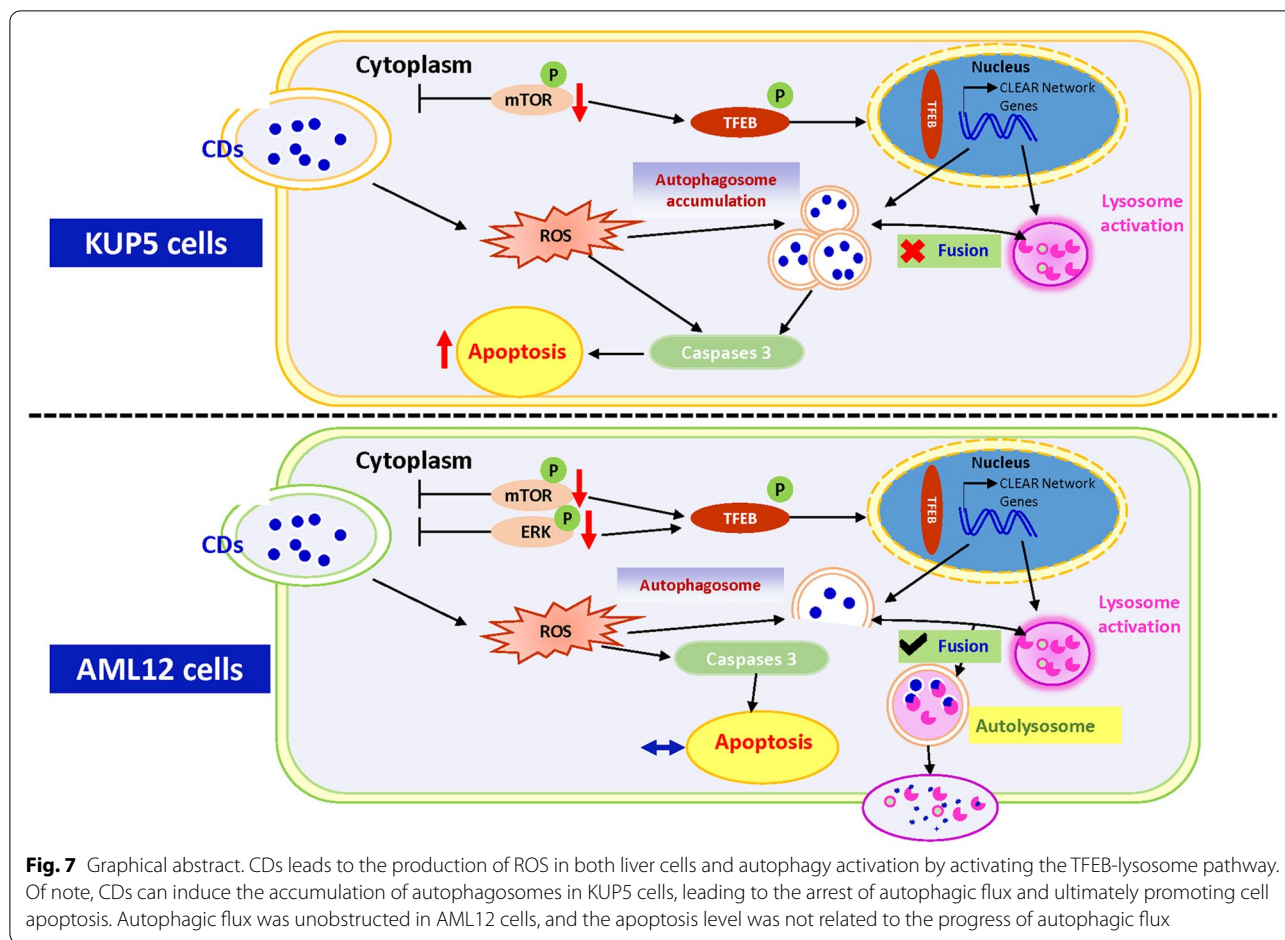 Cytoplasm
P
mTOR
P
TFEB
Nucleus
CLEAR Network
Genes
TFEB
CDs
KUP5 cells
ROS
Autophagosome
accumulation
Fusion
Lysosome
activation
Apoptosis
Caspases 3
Cytoplasm
P
mTOR
P
ERK
P
TFEB
Nucleus
CLEAR Network
Genes
TFEB
CDs
AML12 cells
ROS
Autophagosome
Caspases 3
Fusion
Lysosome
activation
Apoptosis
Autolysosome
Fig. 7 Graphical abstract. CDs leads to the production of ROS in both liver cells and autophagy activation by activating the TFEB-lysosome pathway.
Of note, CDs can induce the accumulation of autophagosomes in KUP5 cells, leading to the arrest of autophagic flux and ultimately promoting cell
apoptosis. Autophagic flux was unobstructed in AML12 cells, and the apoptosis level was not related to the progress of autophagic flux